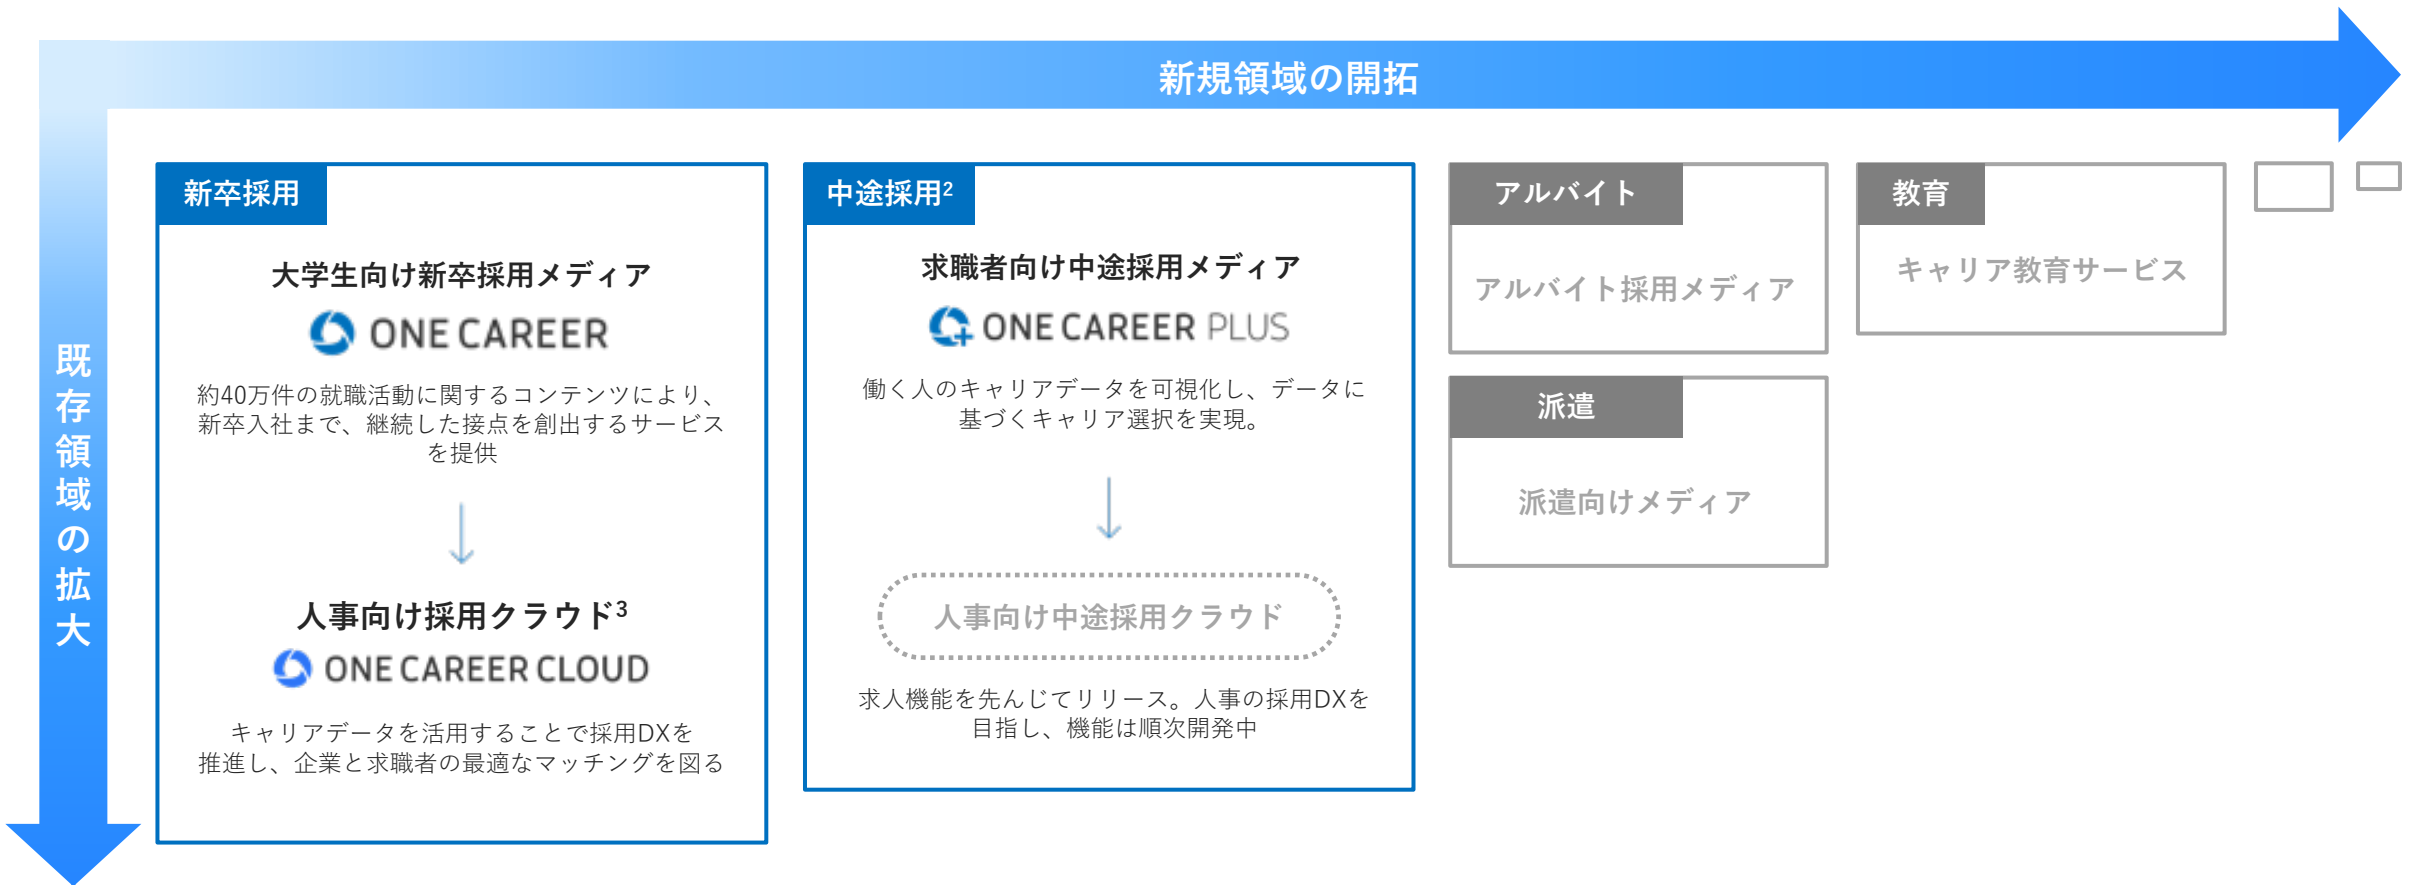 新規領域の開拓
既存領域の拡大
新卒採用
大学生向け新卒採用メディア
ONE CAREER
約40万件の就職活動に関するコンテンツにより、
新卒入社まで、継続した接点を創出するサービス
を提供
人事向け採用クラウド3
ONE CAREER CLOUD
キャリアデータを活用することで採用DXを
推進し、企業と求職者の最適なマッチングを図る
中途採用2
求職者向け中途採用メディア
ONE CAREER PLUS
働く人のキャリアデータを可視化し、データに
基づくキャリア選択を実現。
人事向け中途採用クラウド
求人機能を先んじてリリース。人事の採用DXを
目指し、機能は順次開発中
アルバイト
アルバイト採用メディア
派遣
派遣向けメディア
教育
キャリア教育サービス